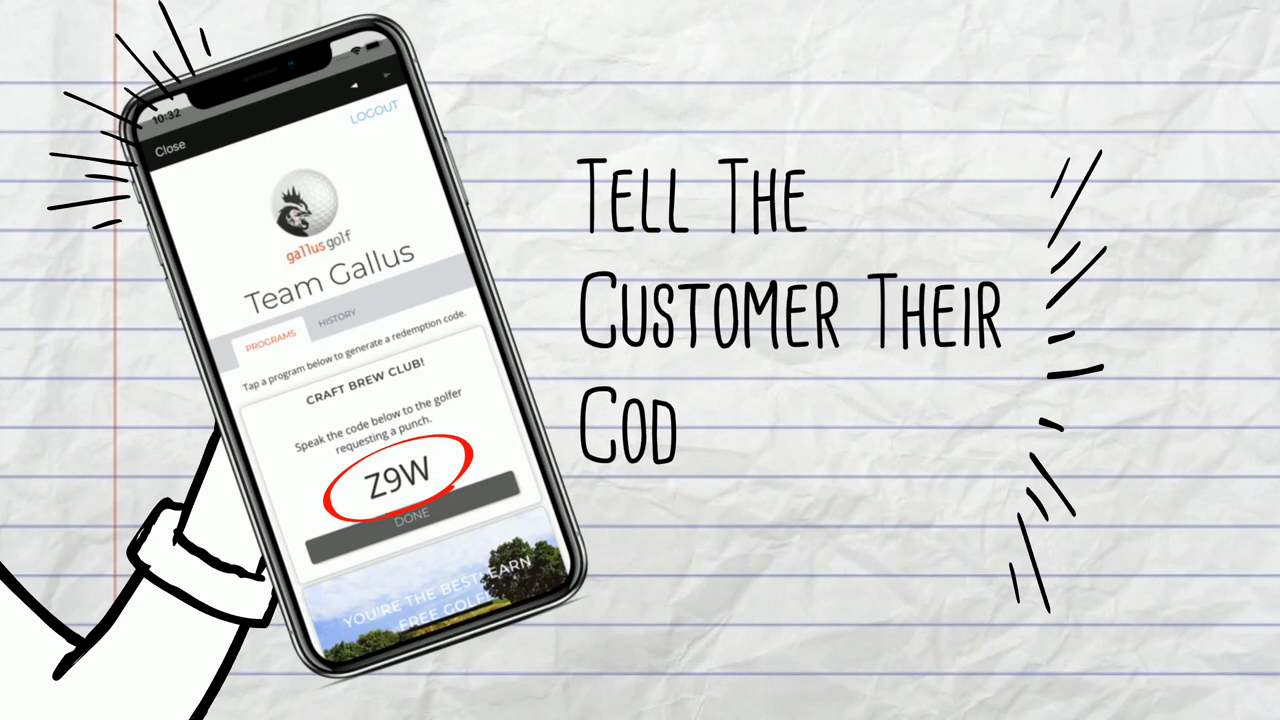 10:32
Close
LOGOUT
gallusgolf
Team Gallus
PROGRAMS
HISTORY
Tap a program below to generate a redemption code.
CRAFT BREW CLUB!
Speak the code below to the golfer
requesting a punch.
Z9W
DONE
YOU'RE THE BEST! EARN
FREE GOLF!
Tell The
Customer Their
Cod